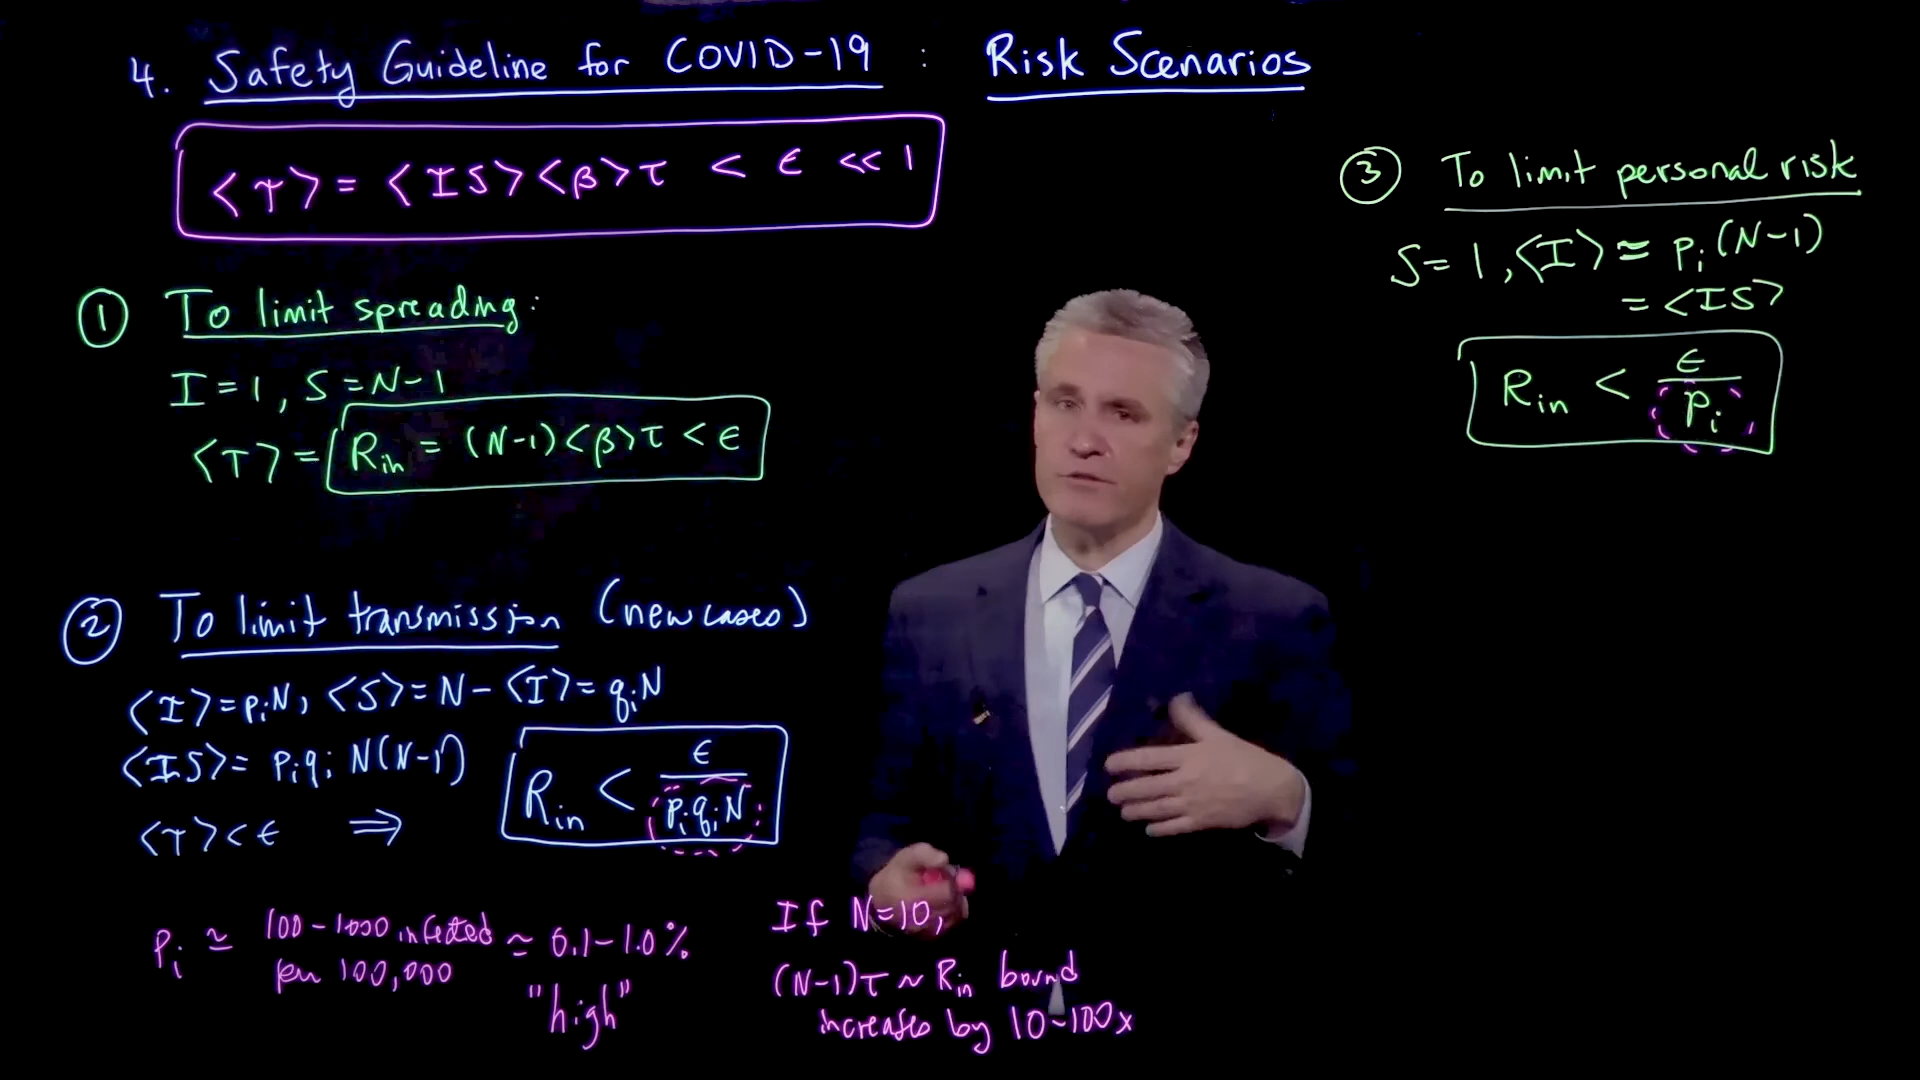 4. Safety Guideline for COVID-19 : Risk Scenarios
<T> = <IS><β>τ < ϵ << 1
① To limit spreading:
I = 1, S = N-1
<T> = Rin = (N-1)<β>τ < ϵ
② To limit transmission (new cases)
<I> = piN, <S> = N - <I> = qiN
<IS> = piqi N(N-1)
<T> < ϵ ⇒ Rin < ϵ / piqiN
pi ≃ 100-1000 infected per 100,000 ≃ 0.1-1.0%
"high"
If N=10,
(N-1)τ ~ Rin bound
increases by 10-100x
③ To limit personal risk
S = 1, <I> ≈ pi(N-1)
= <IS>
Rin < ϵ / pi